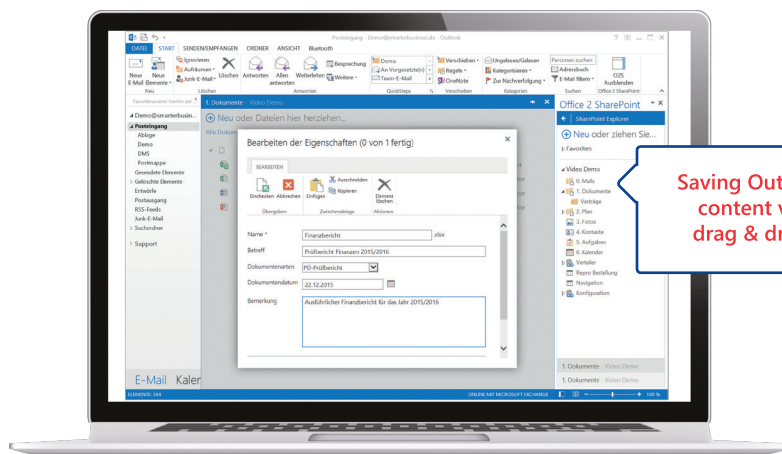 Posteingang - Demo@smarterbusiness.de - Outlook
DATEI START SENDEN/EMPFANGEN ORDNER ANSICHT Bluetooth
Neue E-Mail
Neue Elemente
Ignorieren
Aufräumen
Junk-E-Mail
Löschen
Antworten
Allen antworten
Weiterleiten
Besprechung
Weitere
Demo
An Vorgesetzte(n)
Team-E-Mail
Verschieben
Regeln
OneNote
Ungelesen/Gelesen
Kategorisieren
Zur Nachverfolgung
Personen suchen
Adressbuch
E-Mail filtern
O2S Ausblenden
Neu
Löschen
Antworten
QuickSteps
Verschieben
Kategorien
Suchen
Office 2 SharePoint
Demo@smarterbusin...
Posteingang
Ablage
Demo
DMS
Postmappe
Gesendete Elemente
Gelöschte Elemente
Entwürfe
Postausgang
RSS-Feeds
Junk-E-Mail
Suchordner
Support
E-Mail Kaler
1. Dokumente - Video Demo
Neu oder Dateien hier herziehen...
Alle Dokum
Bearbeiten der Eigenschaften (0 von 1 fertig)
BEARBEITEN
Einchecken
Abbrechen
Einfügen
Ausschneiden
Kopieren
Element löschen
Übergeben
Zwischenablage
Aktionen
Name * Finanzbericht .xlsx
Betreff Prüfbericht Finanzen 2015/2016
Dokumentenarten PÜ-Prüfbericht
Dokumentendatum 22.12.2015
Bemerkung Ausführlicher Finanzbericht für das Jahr 2015/2016
Office 2 SharePoint
SharePoint Explorer
Neu oder ziehen Sie...
Favoriten
Video Demo
0. Mails
1. Dokumente
Verträge
2. Plan
3. Fotos
4. Kontakte
5. Aufgaben
6. Kalender
Verteiler
Repro Bestellung
Navigation
Konfiguration
1. Dokumente - Video Demo
1. Dokumente - Video Demo
ONLINE MIT MICROSOFT EXCHANGE
100 %
Saving Out
content v
drag & dr